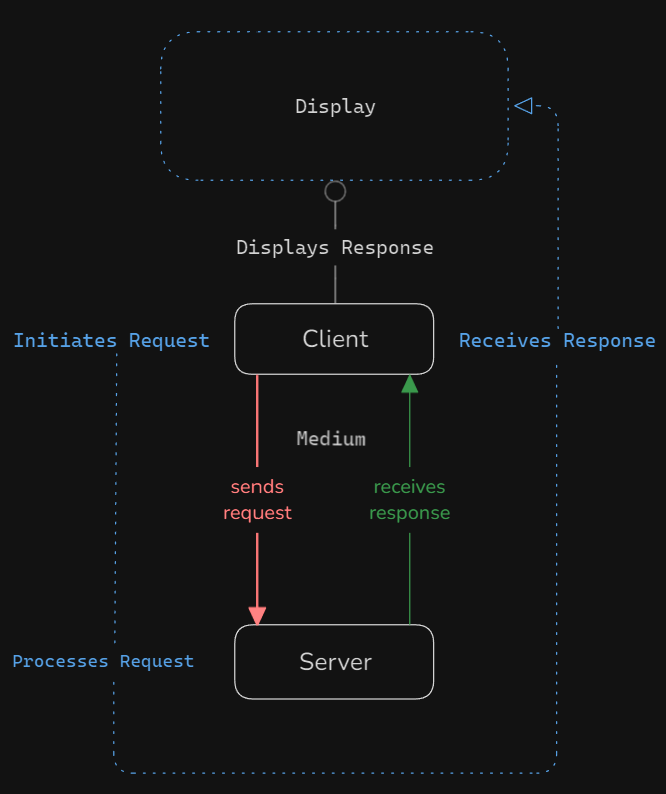 Display
Displays Response
Initiates Request
Client
Receives Response
Medium
sends
request
receives
response
Processes Request
Server